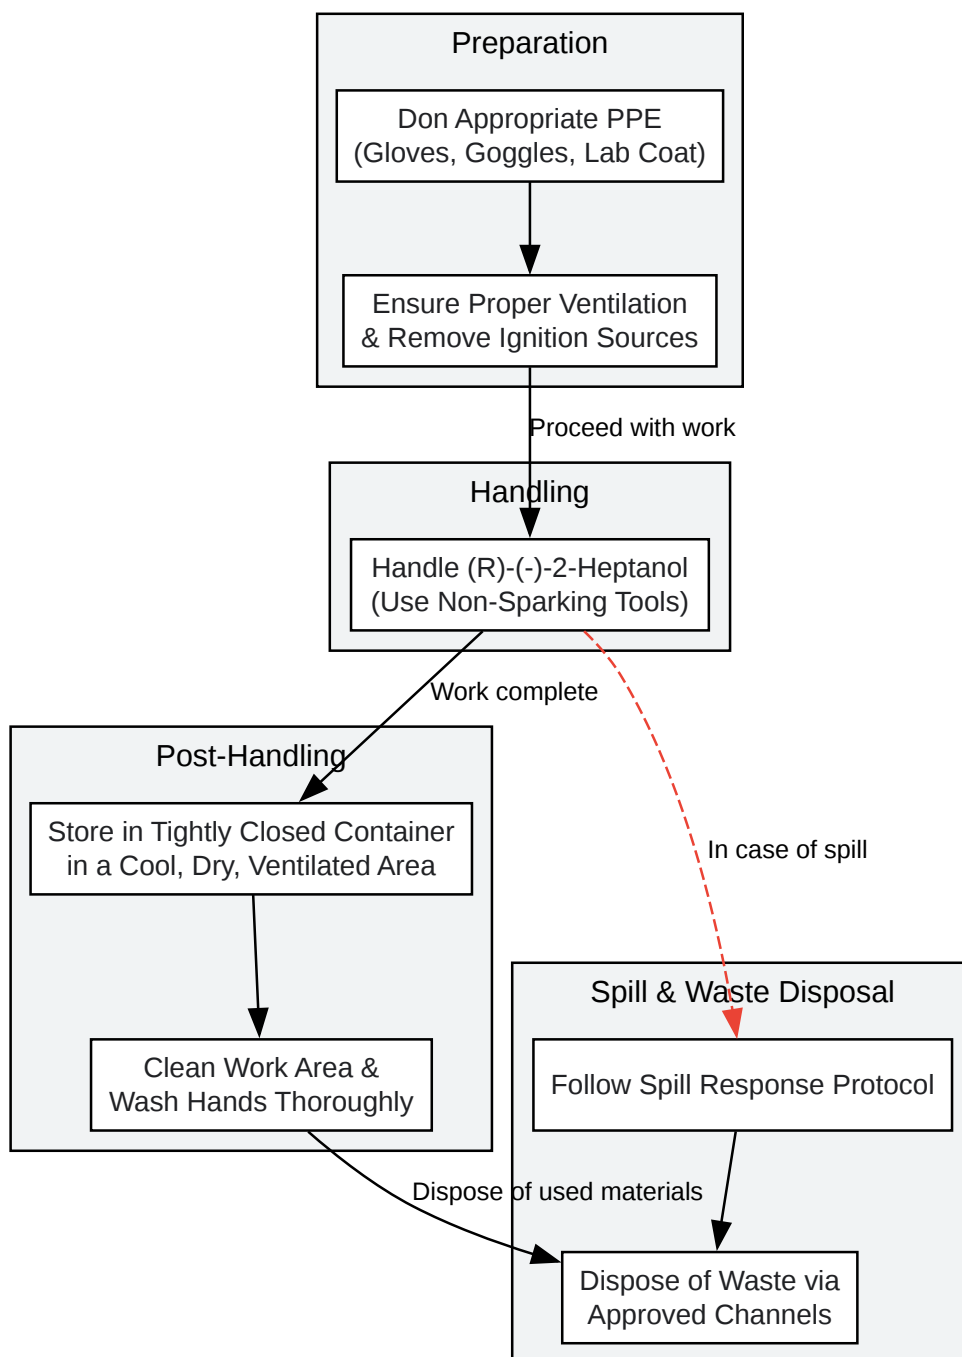 Preparation
Don Appropriate PPE
(Gloves, Goggles, Lab Coat)
Ensure Proper Ventilation
& Remove Ignition Sources
Proceed with work
Handling
Handle (R)-(-)-2-Heptanol
(Use Non-Sparking Tools)
Work complete
Post-Handling
Store in Tightly Closed Container
in a Cool, Dry, Ventilated Area
In case of spill
Spill & Waste Disposal
Clean Work Area &
Wash Hands Thoroughly
Follow Spill Response Protocol
Dispose of used materials
Dispose of Waste via
Approved Channels